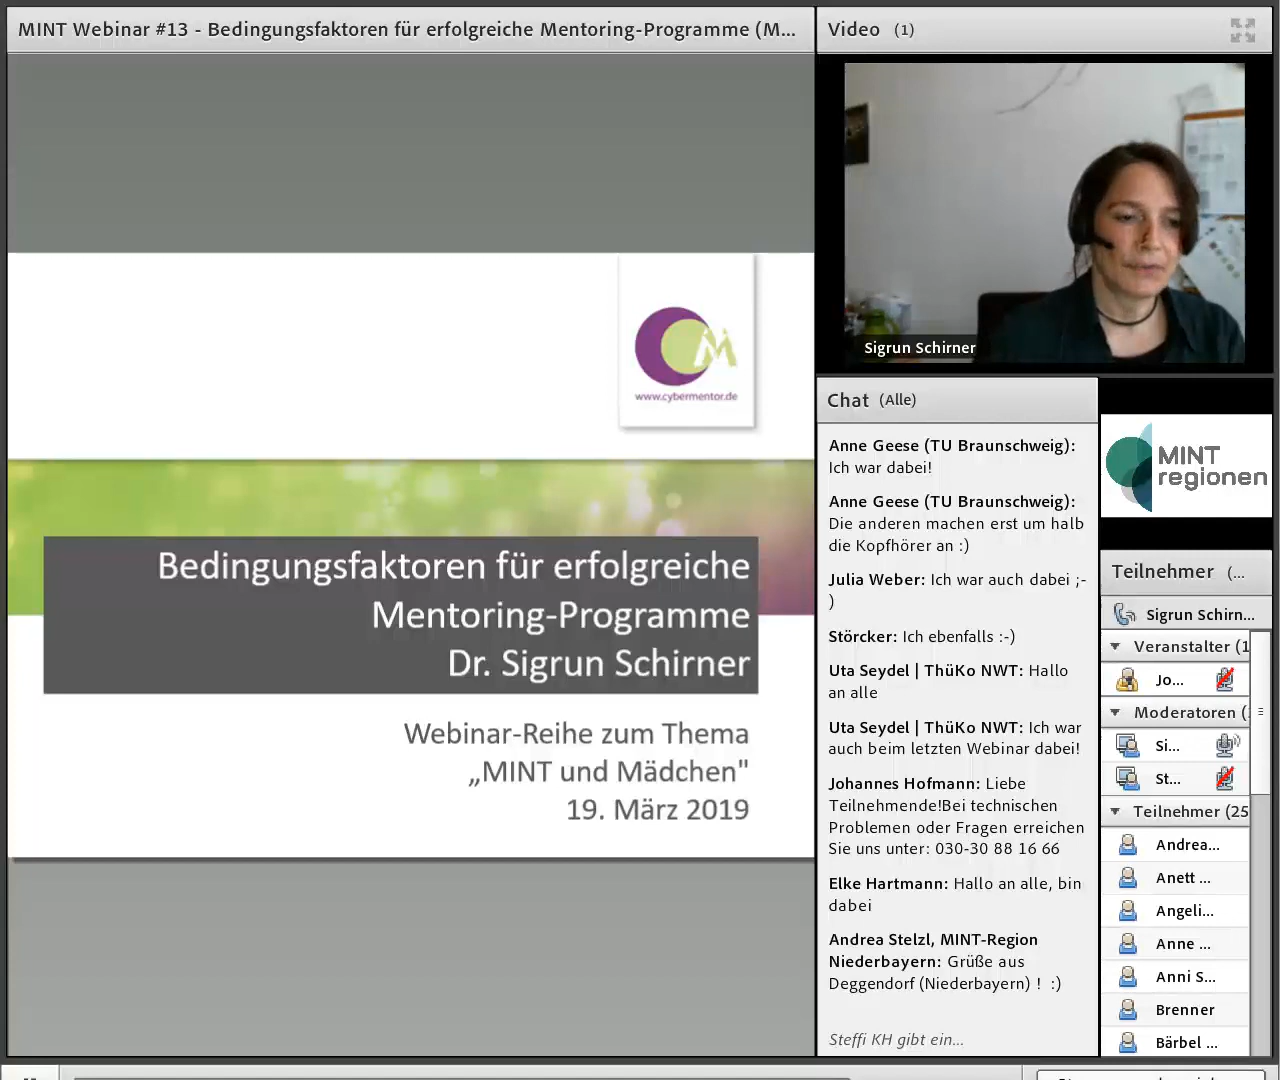 MINT Webinar #13 - Bedingungsfaktoren für erfolgreiche Mentoring-Programme (M...
www.cybermentor.de
Bedingungsfaktoren für erfolgreiche
Mentoring-Programme
Dr. Sigrun Schirner
Webinar-Reihe zum Thema
„MINT und Mädchen"
19. März 2019
Video (1)
Sigrun Schirner
Chat (Alle)
Anne Geese (TU Braunschweig):
Ich war dabei!
Anne Geese (TU Braunschweig):
Die anderen machen erst um halb
die Kopfhörer an :)
Julia Weber: Ich war auch dabei ;-
)
Störcker: Ich ebenfalls :-)
Uta Seydel | ThüKo NWT: Hallo
an alle
Uta Seydel | ThüKo NWT: Ich war
auch beim letzten Webinar dabei!
Johannes Hofmann: Liebe
Teilnehmende!Bei technischen
Problemen oder Fragen erreichen
Sie uns unter: 030-30 88 16 66
Elke Hartmann: Hallo an alle, bin
dabei
Andrea Stelzl, MINT-Region
Niederbayern: Grüße aus
Deggendorf (Niederbayern) ! :)
Steffi KH gibt ein...
MINT
regionen
Teilnehmer (...
Sigrun Schirn...
Veranstalter (1
Jo...
Moderatoren (
Si...
St...
Teilnehmer (25
Andrea...
Anett ...
Angeli...
Anne ...
Anni S...
Brenner
Bärbel ...